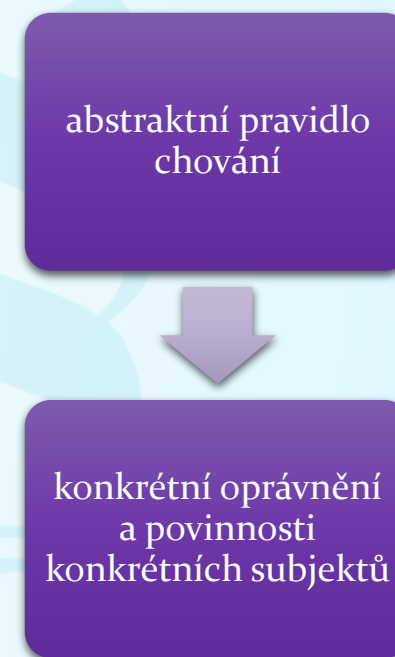 abstraktní pravidlo
chování
konkrétní oprávnění
a povinnosti
konkrétních subjektů